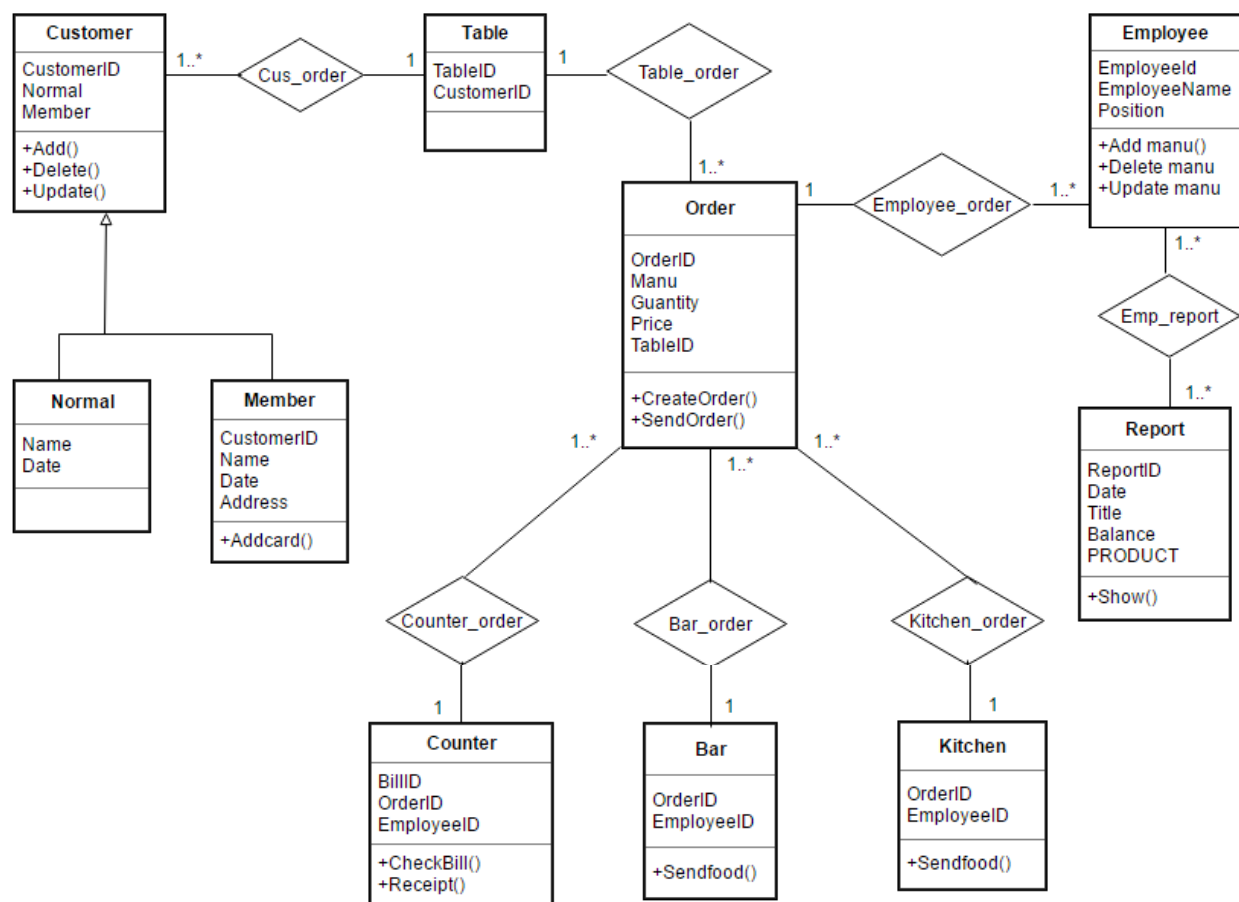 Customer
CustomerID
Normal
Member
+Add()
+Delete()
+Update()
1..*
Cus_order
1
Table
TableID
CustomerID
1
Table_order
1..*
Employee
EmployeeId
EmployeeName
Position
+Add manu()
+Delete manu
+Update manu
Order
OrderID
Manu
Guantity
Price
TableID
+CreateOrder()
+SendOrder()
1
Employee_order
1..*
1..*
Emp_report
1..*
Normal
Name
Date
Member
CustomerID
Name
Date
Address
+Addcard()
Report
ReportID
Date
Title
Balance
PRODUCT
+Show()
1..*
1..*
1..*
Counter_order
Bar_order
Kitchen_order
1
1
1
Counter
BillID
OrderID
EmployeeID
+CheckBill()
+Receipt()
Bar
OrderID
EmployeeID
+Sendfood()
Kitchen
OrderID
EmployeeID
+Sendfood()